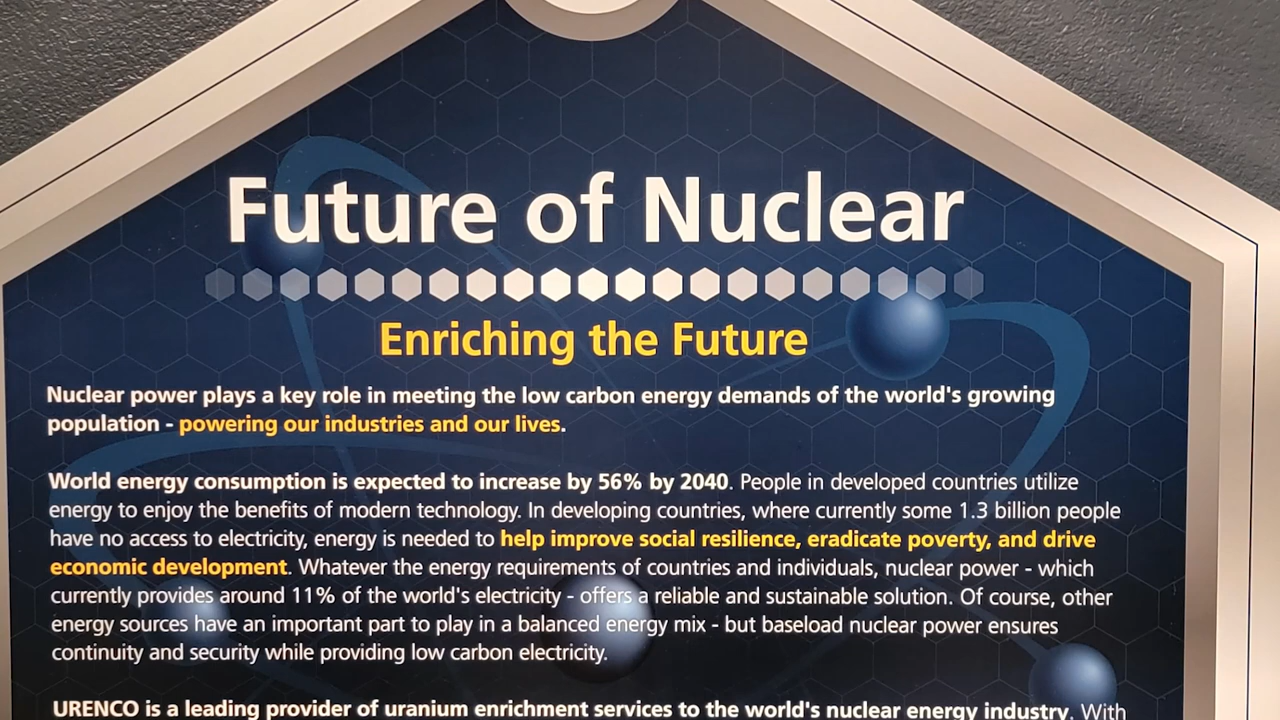 Future of Nuclear
Enriching the Future
Nuclear power plays a key role in meeting the low carbon energy demands of the world's growing
population - powering our industries and our lives.
World energy consumption is expected to increase by 56% by 2040. People in developed countries utilize
energy to enjoy the benefits of modern technology. In developing countries, where currently some 1.3 billion people
have no access to electricity, energy is needed to help improve social resilience, eradicate poverty, and drive
economic development. Whatever the energy requirements of countries and individuals, nuclear power - which
currently provides around 11% of the world's electricity - offers a reliable and sustainable solution. Of course, other
energy sources have an important part to play in a balanced energy mix - but baseload nuclear power ensures
continuity and security while providing low carbon electricity.
URENCO is a leading provider of uranium enrichment services to the world's nuclear energy industry. With